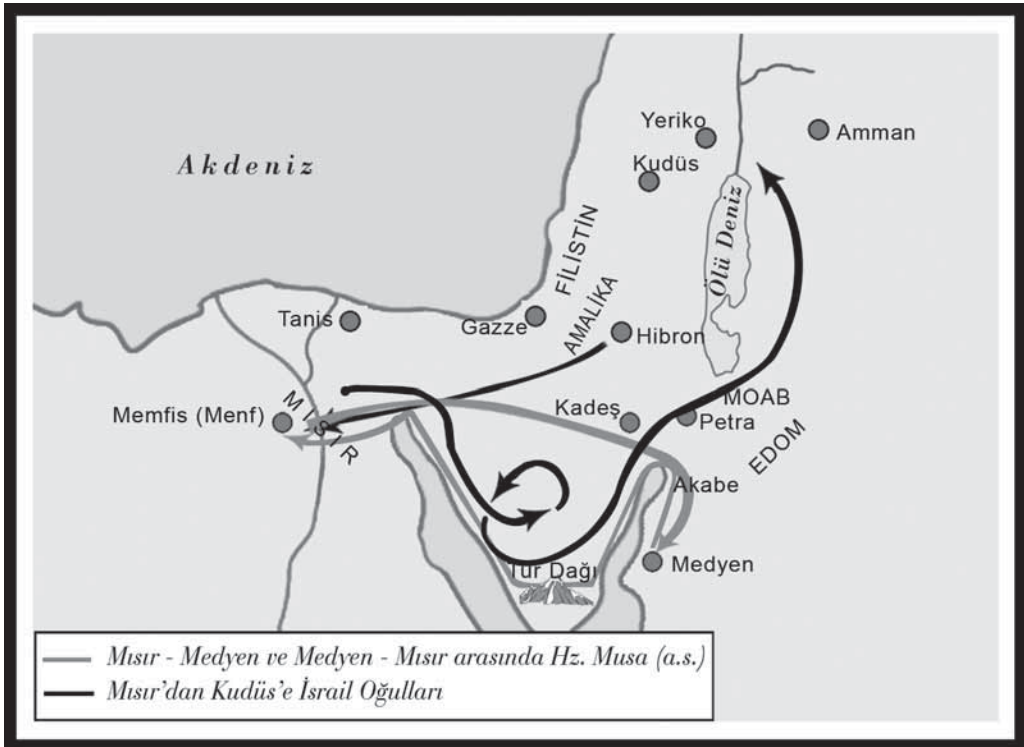 Akdeniz
Yeriko
Amman
Kudüs
Ölü Deniz
FİLİSTİN
AMALİKA
Tanis
Gazze
Hibron
MISIR
Memfis (Menf)
Kadeş
MOAB
Petra
EDOM
Akabe
Medyen
Tur Dağı
Mısır - Medyen ve Medyen - Mısır arasında Hz. Musa (a.s.)
Mısır’dan Kudüs’e İsrail Oğulları